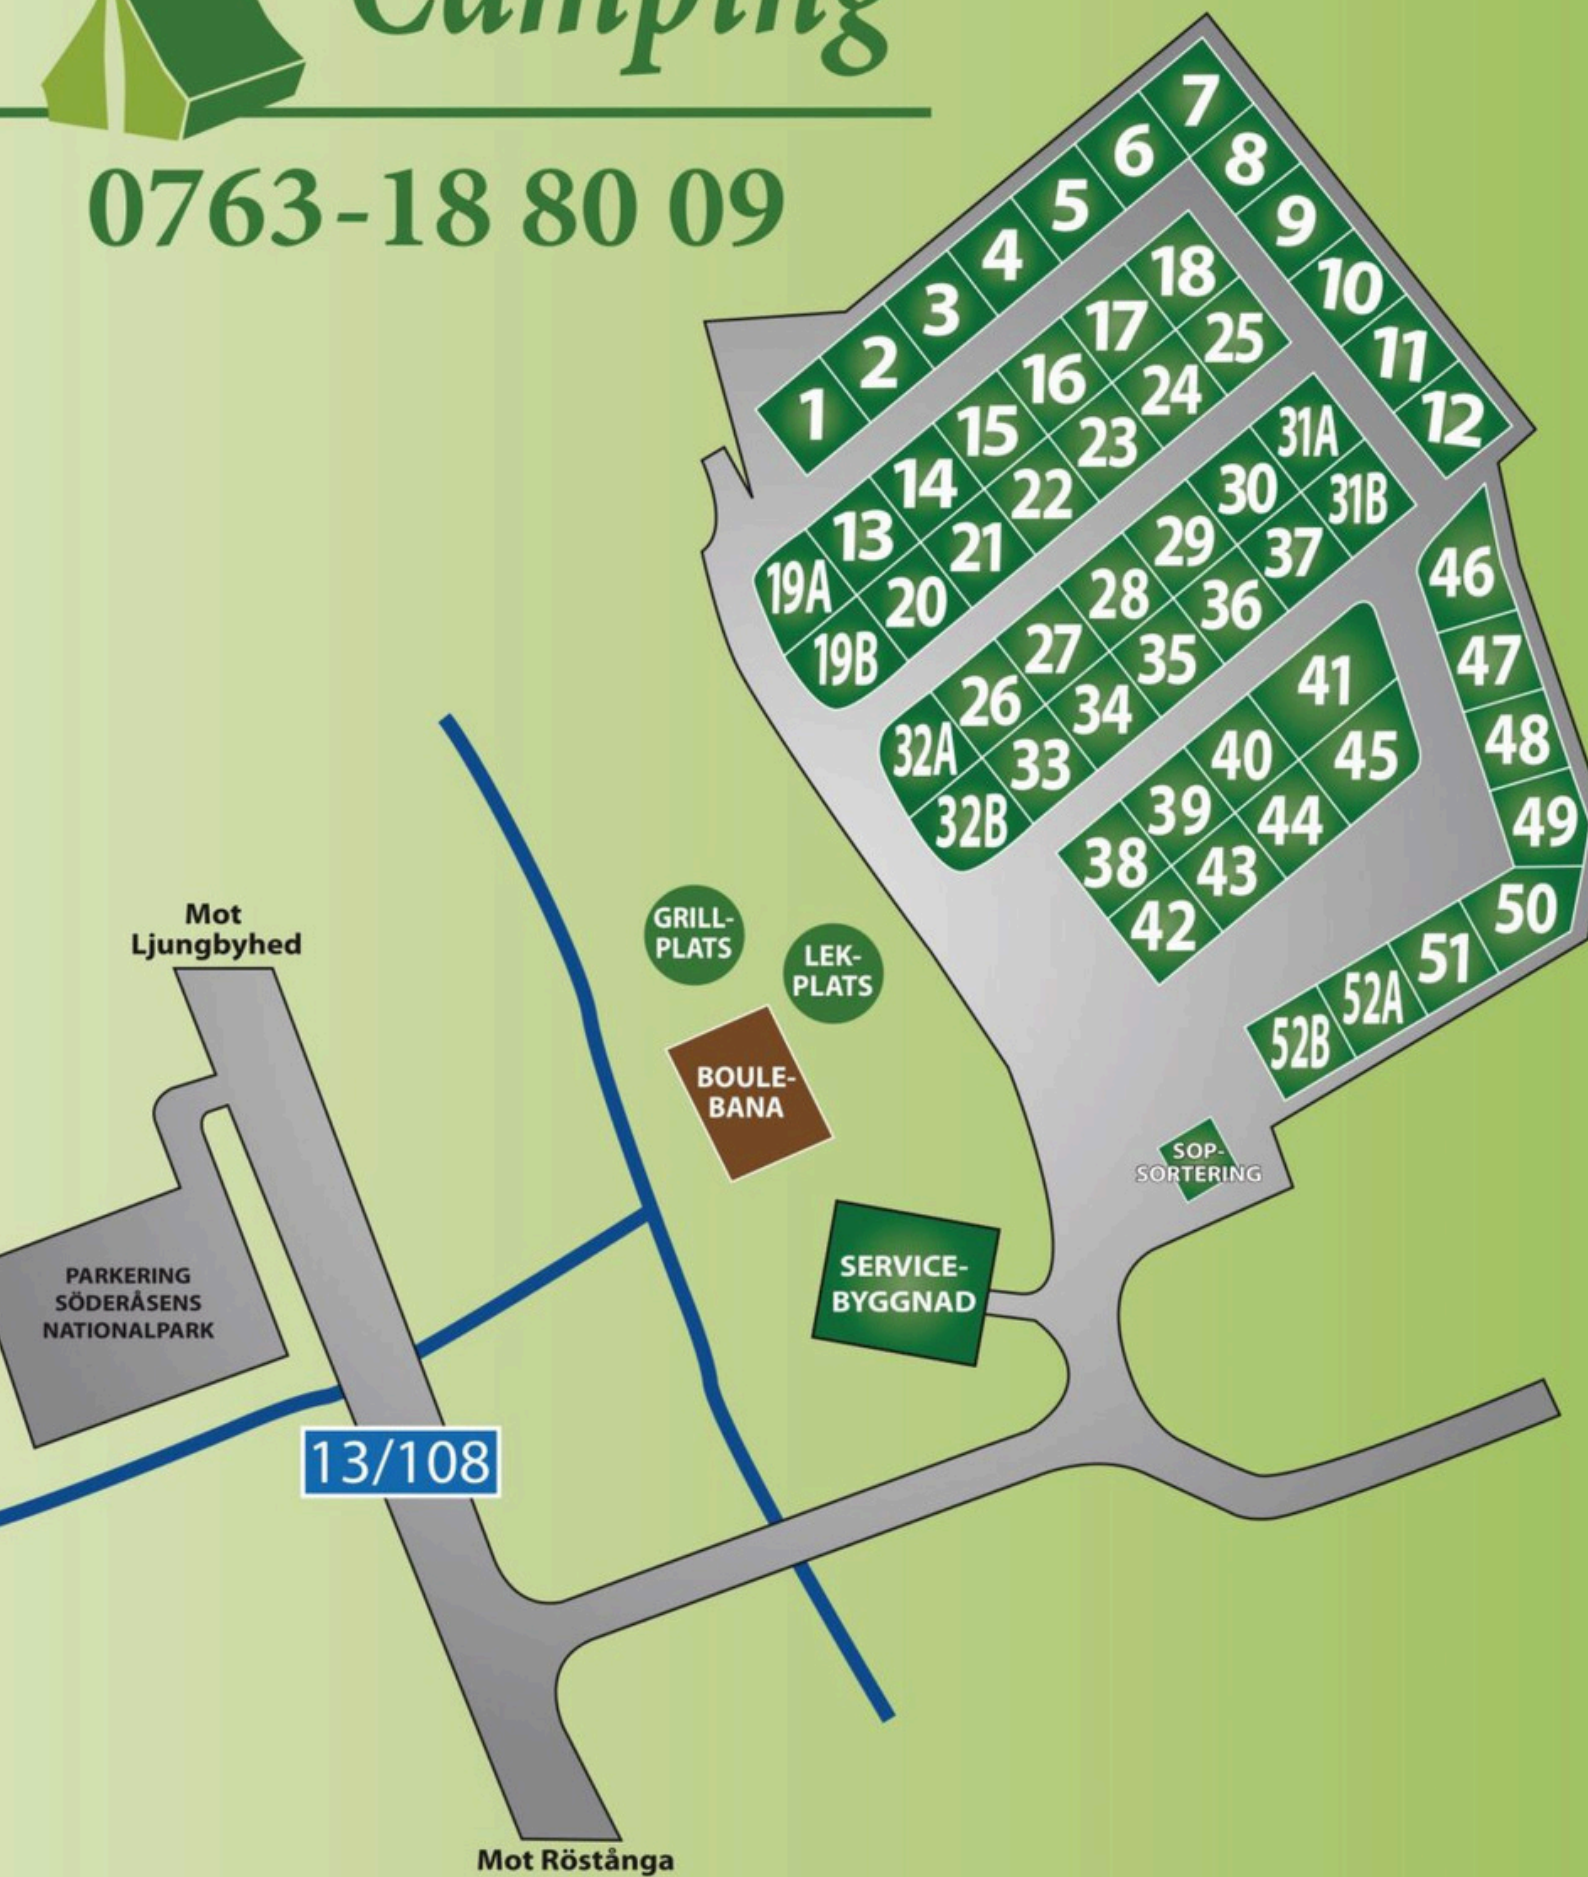 Camping
0763-18 80 09
7
6
8
5
9
4
18
10
3
17
25
11
2
16
24
12
1
15
23
31A
14
22
30
31B
13
21
29
37
46
19A
20
28
36
47
19B
27
35
41
48
26
34
40
45
49
32A
33
39
44
50
32B
38
43
51
42
52A
52B
GRILL-
PLATS
LEK-
PLATS
Mot
Ljungbyhed
BOULE-
BANA
SOP-
SORTERING
SERVICE-
BYGGNAD
PARKERING
SÖDERÅSENS
NATIONALPARK
13/108
Mot Röstånga